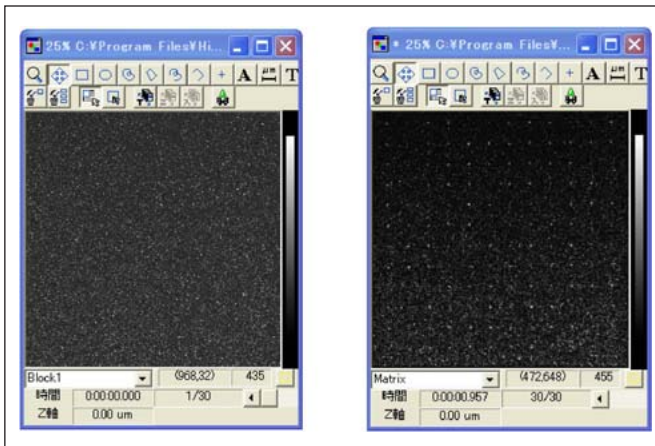 25% C:¥Program Files¥Hi...
A µm T
Block1 (968,32) 435
時間 0:00:00.000 1/30
Z軸 0.00 um
* 25% C:¥Program Files¥...
A µm T
Matrix (472,648) 455
時間 0:00:00.957 30/30
Z軸 0.00 um